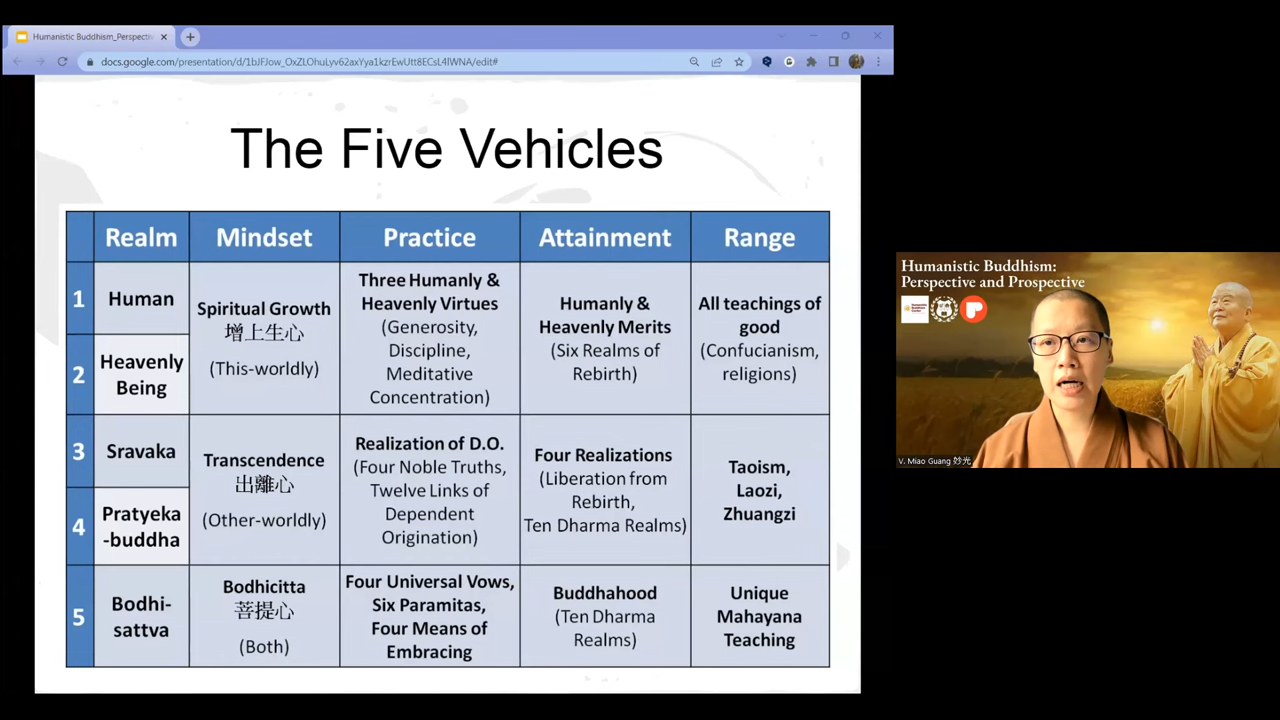 Humanistic Buddhism_Perspectiv
docs.google.com/presentation/d/1bJFJow_OxZLOhuLyv62axYya1kzrEwUtt8ECsL4lWNA/edit#
The Five Vehicles
Realm
Mindset
Practice
Attainment
Range
1
Human
2
Heavenly
Being
Spiritual Growth
增上生心
(This-worldly)
Three Humanly &
Heavenly Virtues
(Generosity,
Discipline,
Meditative
Concentration)
Humanly &
Heavenly Merits
(Six Realms of
Rebirth)
All teachings of
good
(Confucianism,
religions)
3
Sravaka
4
Pratyeka
-buddha
Transcendence
出離心
(Other-worldly)
Realization of D.O.
(Four Noble Truths,
Twelve Links of
Dependent
Origination)
Four Realizations
(Liberation from
Rebirth,
Ten Dharma Realms)
Taoism,
Laozi,
Zhuangzi
5
Bodhi-
sattva
Bodhicitta
菩提心
(Both)
Four Universal Vows,
Six Paramitas,
Four Means of
Embracing
Buddhahood
(Ten Dharma
Realms)
Unique
Mahayana
Teaching
Humanistic Buddhism:
Perspective and Prospective
V. Miao Guang 妙光